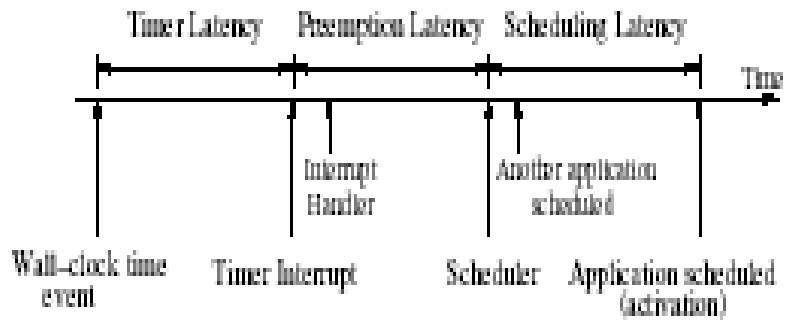 Timer Latency
Preemption Latency
Scheduling Latency
Time
Interrupt
Handler
Another application
scheduled
Wall-clock time
event
Timer Interrupt
Scheduler
Application scheduled
(activation)